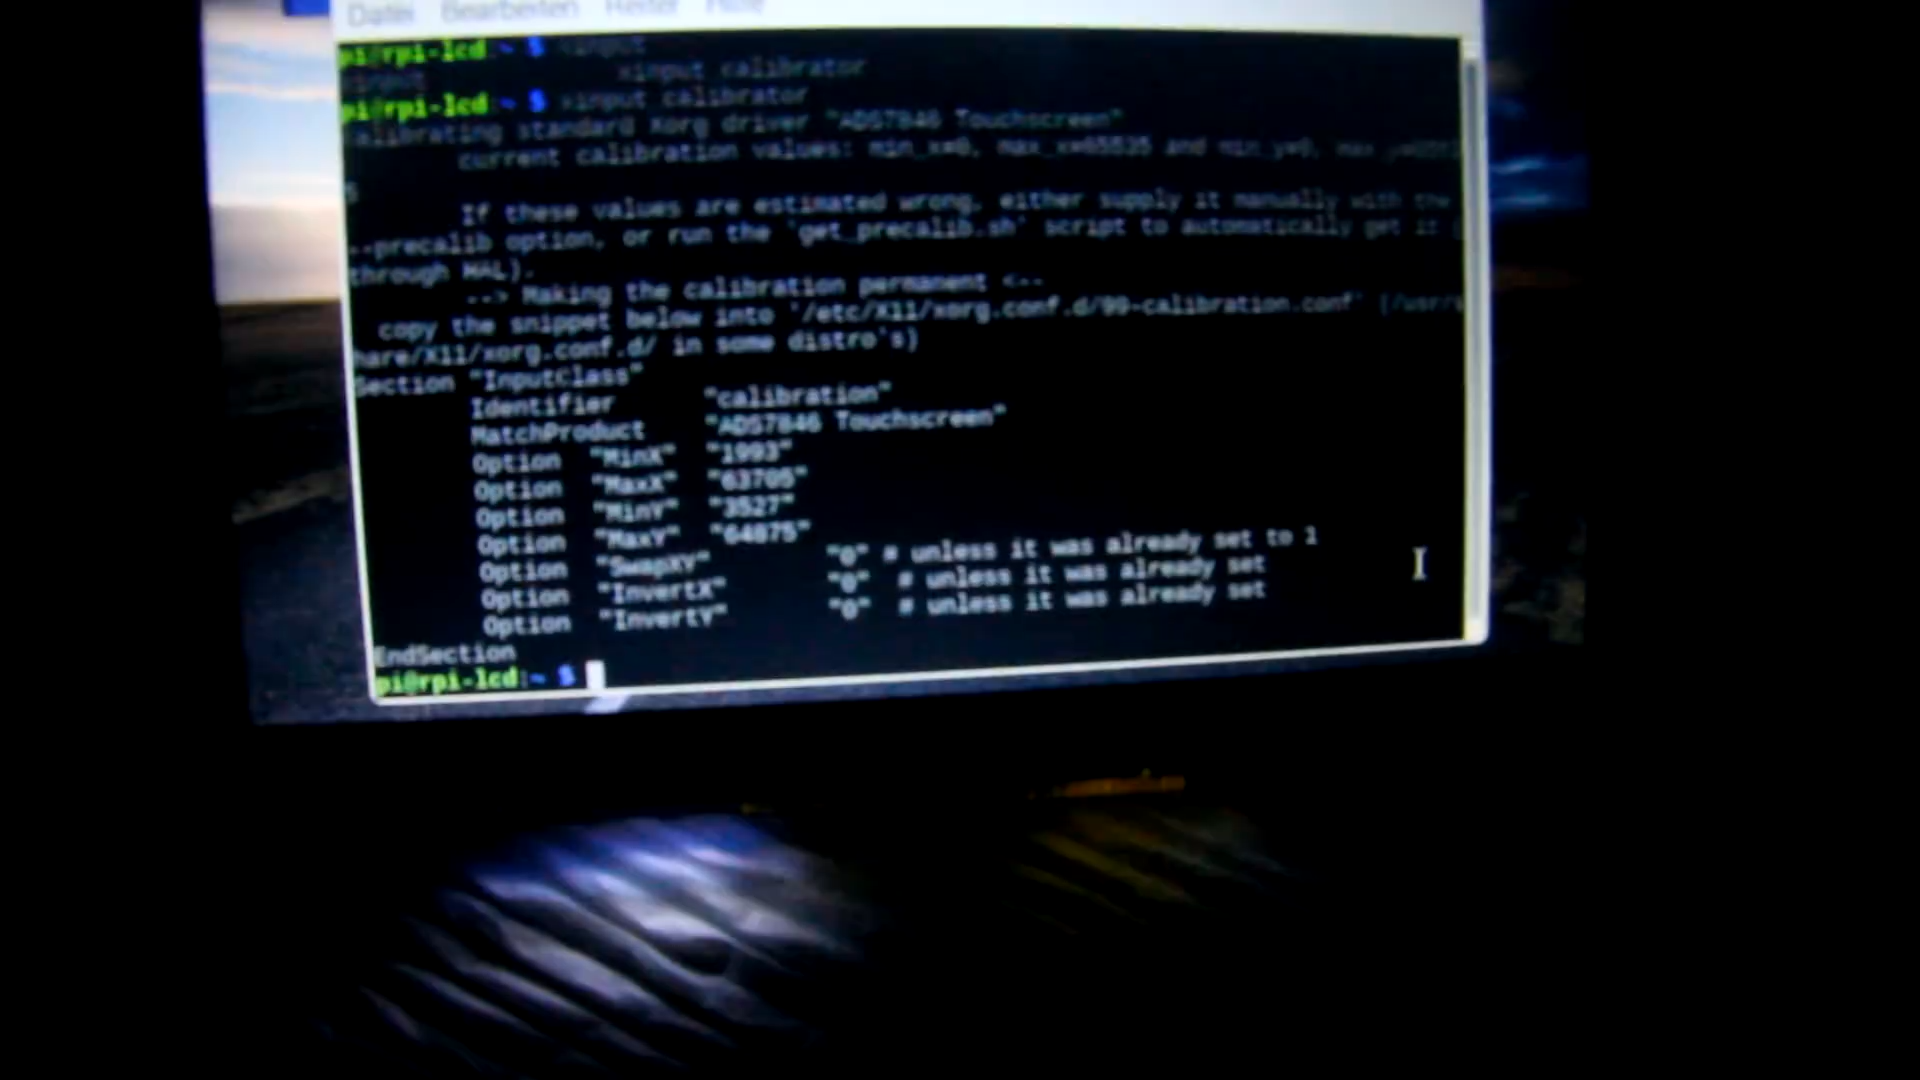 Datei Bearbeiten Reiter Hilfe
pi@rpi-lcd ~ $ xinput
xinput xinput_calibrator
pi@rpi-lcd ~ $ xinput_calibrator
Calibrating standard Xorg driver "ADS7846 Touchscreen"
current calibration values: min_x=0, max_x=65535 and min_y=0, max_y=6553
5
If these values are estimated wrong, either supply it manually with the
--precalib option, or run the 'get_precalib.sh' script to automatically get it (
through HAL).
--> Making the calibration permanent <--
copy the snippet below into '/etc/X11/xorg.conf.d/99-calibration.conf' (/usr/s
hare/X11/xorg.conf.d/ in some distro's)
Section "InputClass"
Identifier "calibration"
MatchProduct "ADS7846 Touchscreen"
Option "MinX" "1993"
Option "MaxX" "63705"
Option "MinY" "3527"
Option "MaxY" "64875"
Option "SwapXY" "0" # unless it was already set to 1
Option "InvertX" "0" # unless it was already set
Option "InvertY" "0" # unless it was already set
EndSection
pi@rpi-lcd:~ $